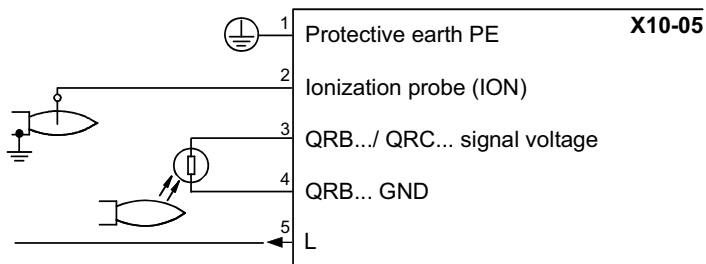 X10-05
1 Protective earth PE
2 Ionization probe (ION)
3 QRB.../ QRC... signal voltage
4 QRB... GND
5 L